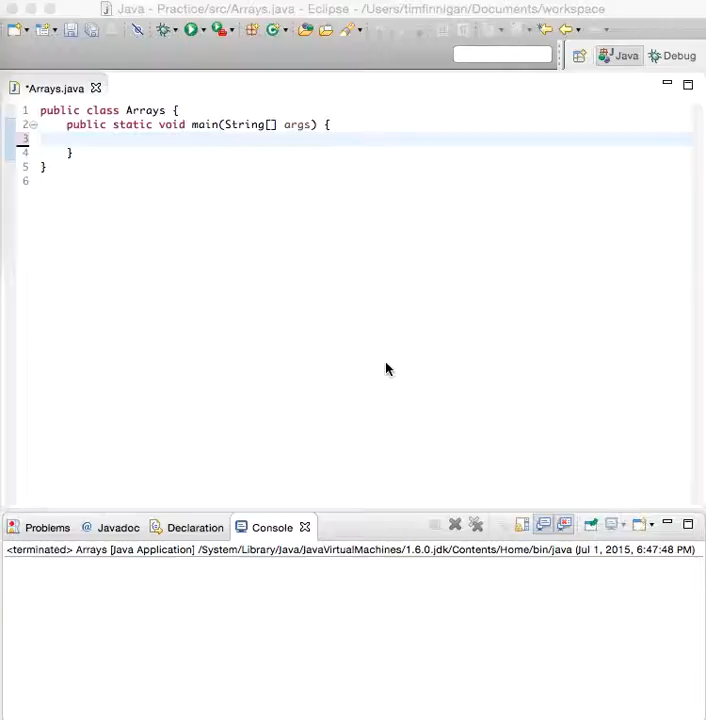 Java - Practice/src/Arrays.java - Eclipse - /Users/timfinnigan/Documents/workspace
Java
Debug
*Arrays.java
1 public class Arrays {
2 public static void main(String[] args) {
3
4 }
5 }
6
Problems @ Javadoc Declaration Console
<terminated> Arrays [Java Application] /System/Library/Java/JavaVirtualMachines/1.6.0.jdk/Contents/Home/bin/java (Jul 1, 2015, 6:47:48 PM)